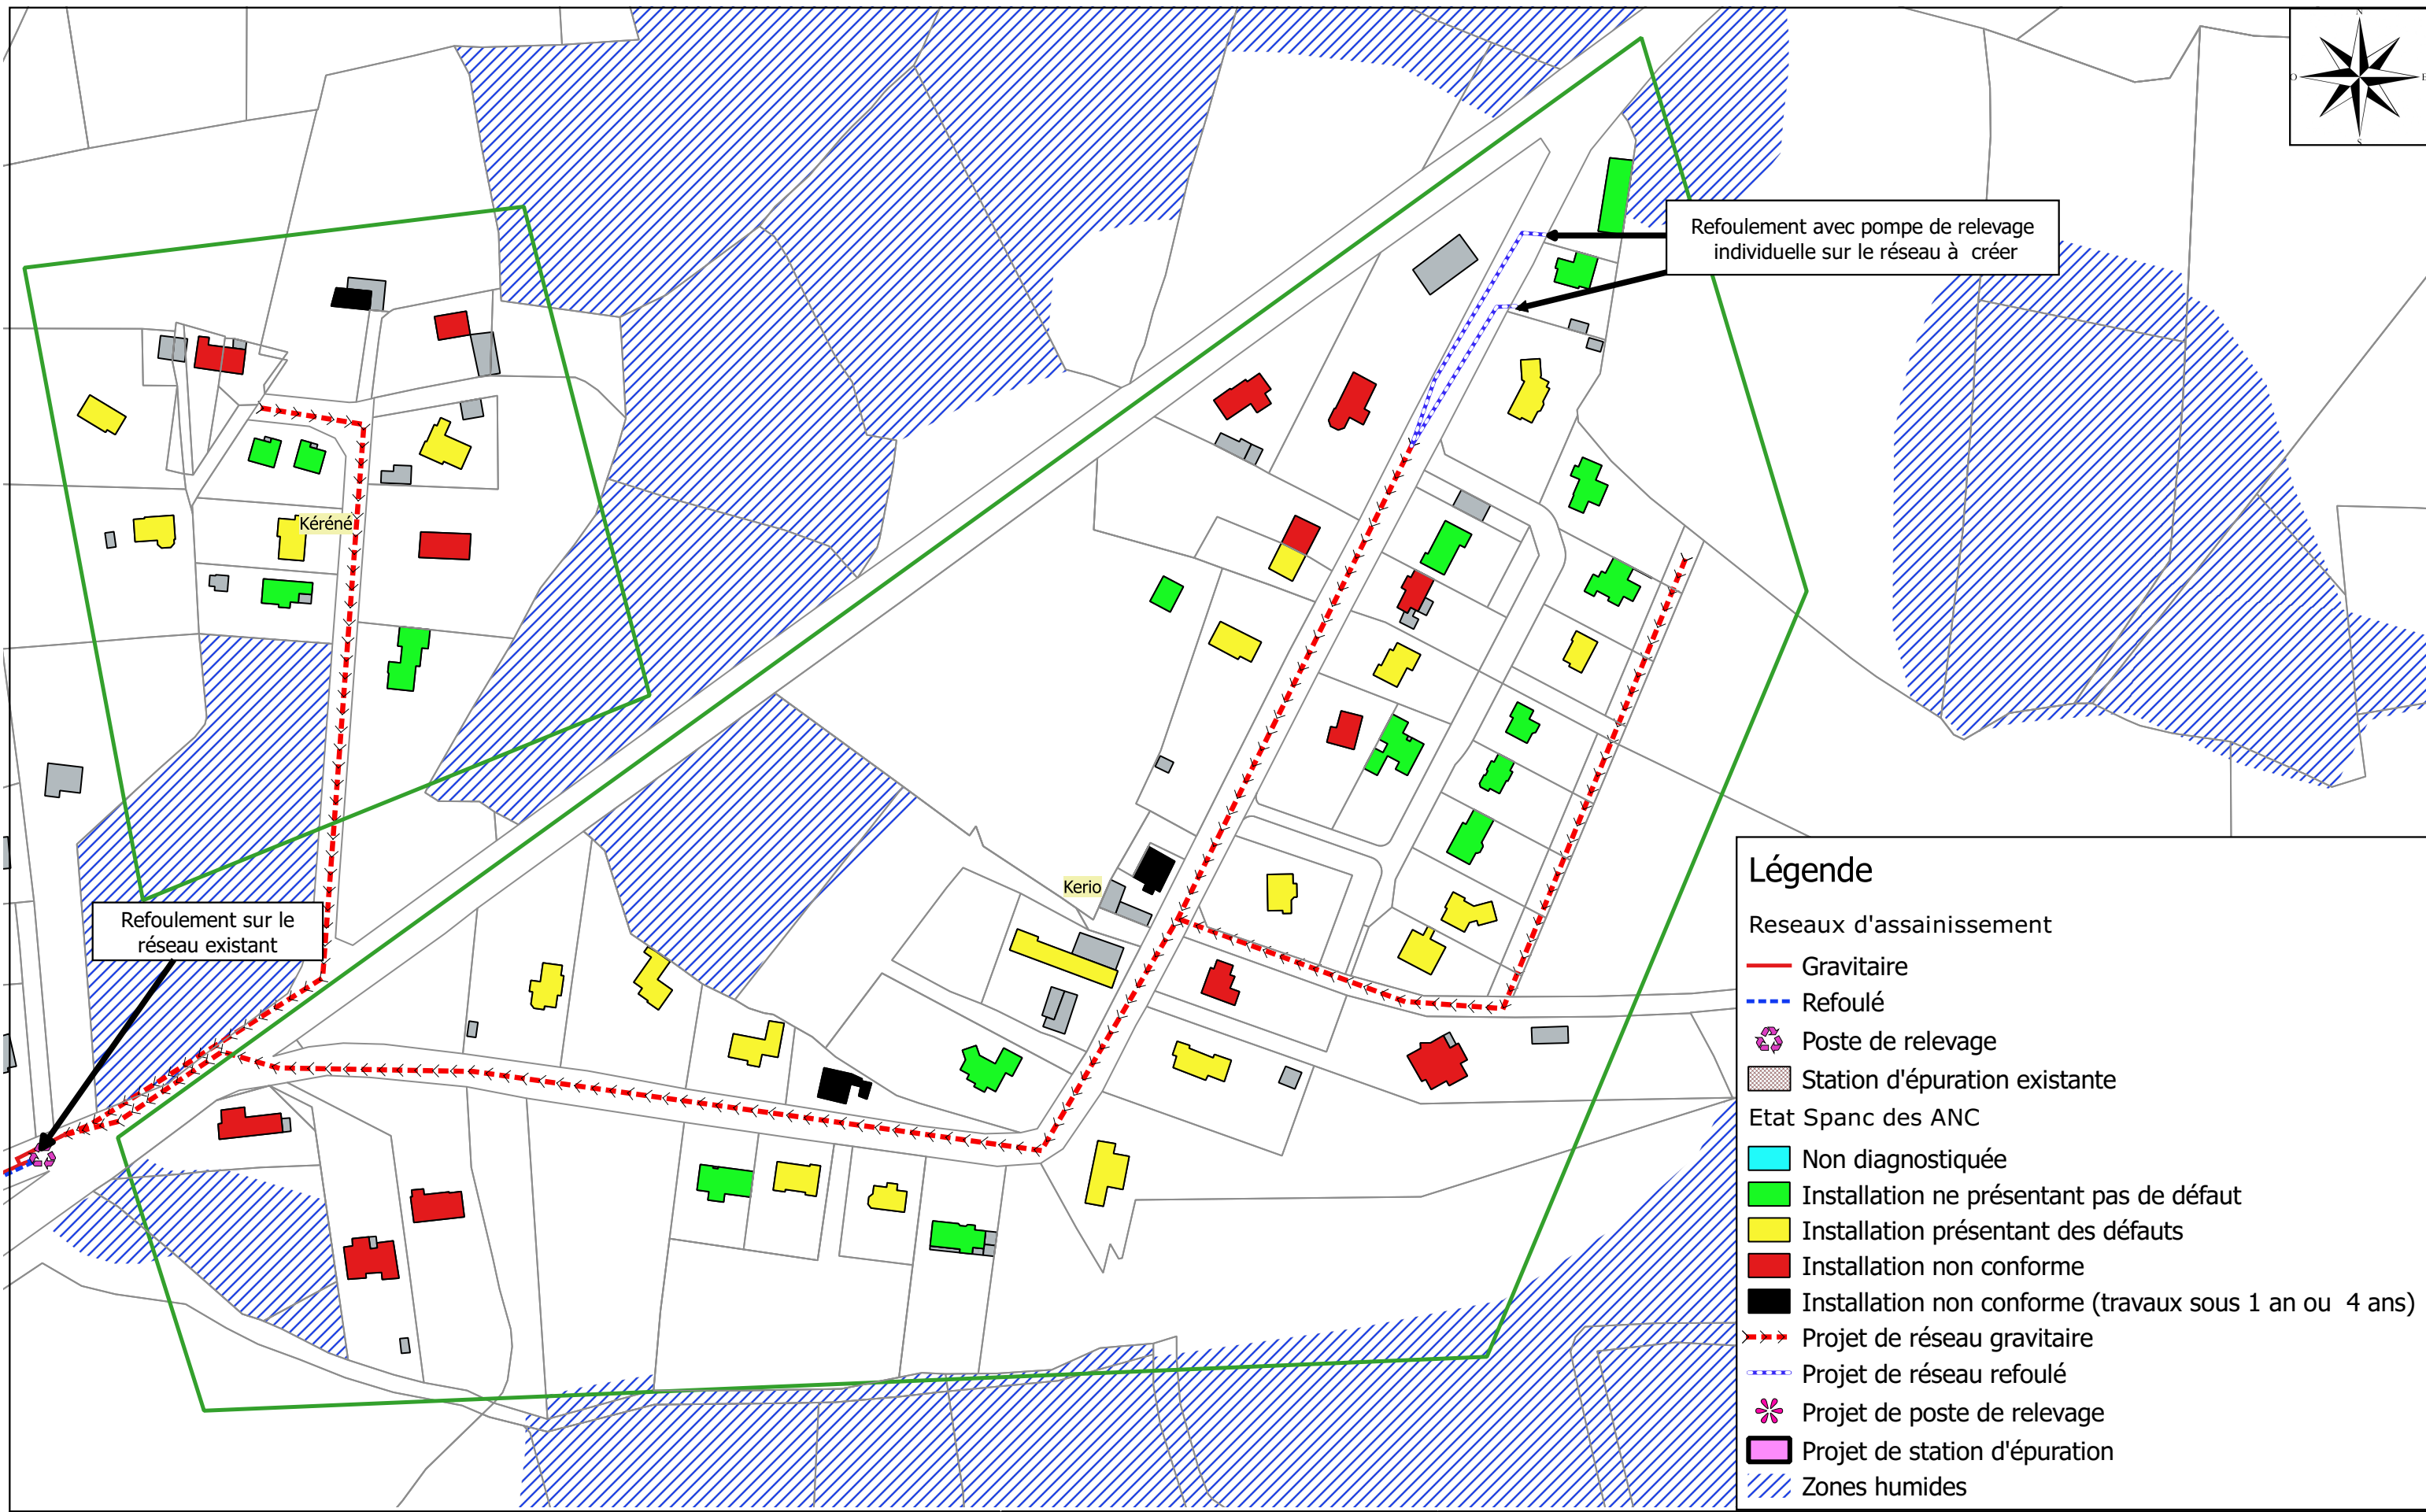 N
O
E
S
Refoulement avec pompe de relevage
individuelle sur le réseau à créer
Kéréné
Kerio
Refoulement sur le
réseau existant
Légende
Reseaux d'assainissement
Gravitaire
Refoulé
Poste de relevage
Station d'épuration existante
Etat Spanc des ANC
Non diagnostiquée
Installation ne présentant pas de défaut
Installation présentant des défauts
Installation non conforme
Installation non conforme (travaux sous 1 an ou 4 ans)
Projet de réseau gravitaire
Projet de réseau refoulé
Projet de poste de relevage
Projet de station d'épuration
Zones humides